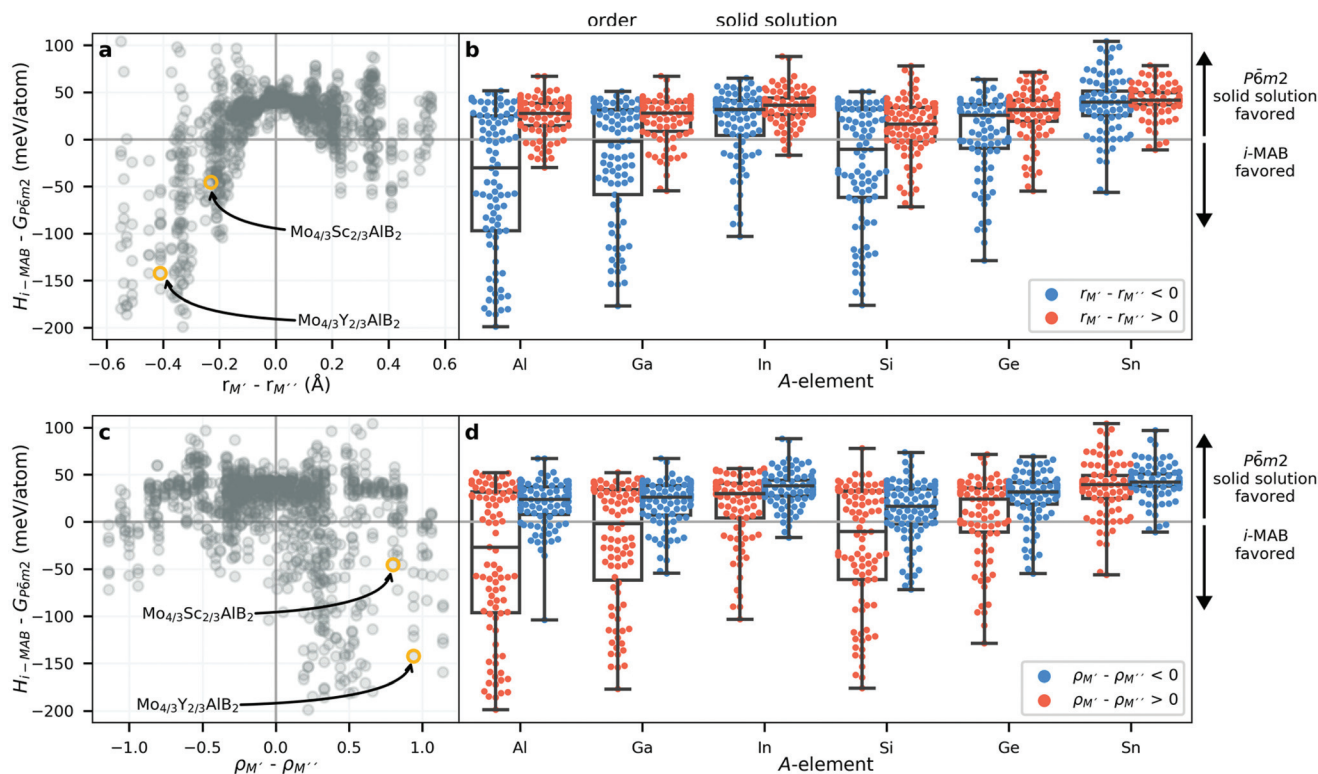 order solid solution
a
100
50
0
−50
−100
−150
−200
H_{i−MAB} - G_{P6̄m2} (meV/atom)
Mo4/3Sc2/3AlB2
Mo4/3Y2/3AlB2
−0.6 −0.4 −0.2 0.0 0.2 0.4 0.6
r_{M′} - r_{M′′} (Å)
b
r_{M′} - r_{M′′} < 0
r_{M′} - r_{M′′} > 0
Al Ga In Si Ge Sn
A-element
P6̄m2
solid solution
favored
i-MAB
favored
c
100
50
0
−50
−100
−150
−200
H_{i−MAB} - G_{P6̄m2} (meV/atom)
Mo4/3Sc2/3AlB2
Mo4/3Y2/3AlB2
−1.0 −0.5 0.0 0.5 1.0
ρ_{M′} - ρ_{M′′}
d
ρ_{M′} - ρ_{M′′} < 0
ρ_{M′} - ρ_{M′′} > 0
Al Ga In Si Ge Sn
A-element
P6̄m2
solid solution
favored
i-MAB
favored